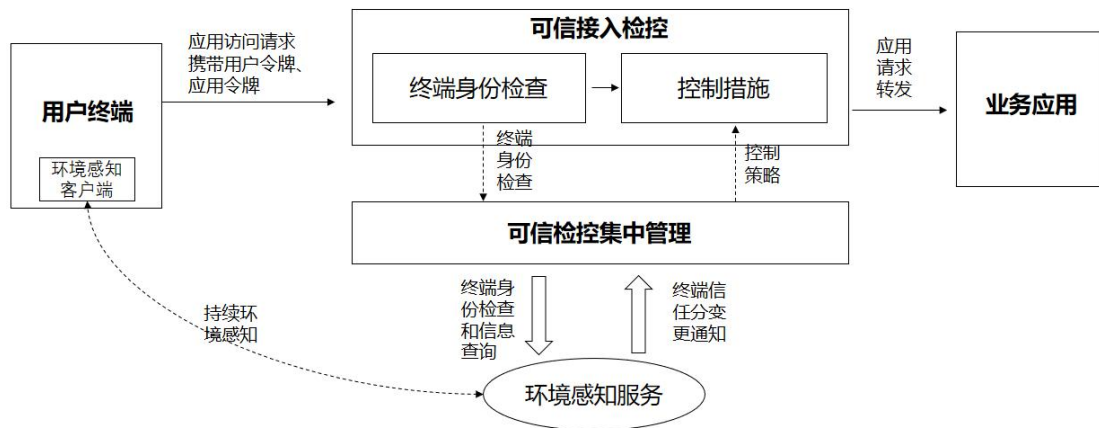 用户终端
环境感知
客户端
应用访问请求
携带用户令牌、
应用令牌
可信接入检控
终端身份检查
控制措施
应用
请求
转发
业务应用
终端
身份
检查
控制
策略
可信检控集中管理
终端身
份检查
和信息
查询
终端信
任分变
更通知
持续环
境感知
环境感知服务